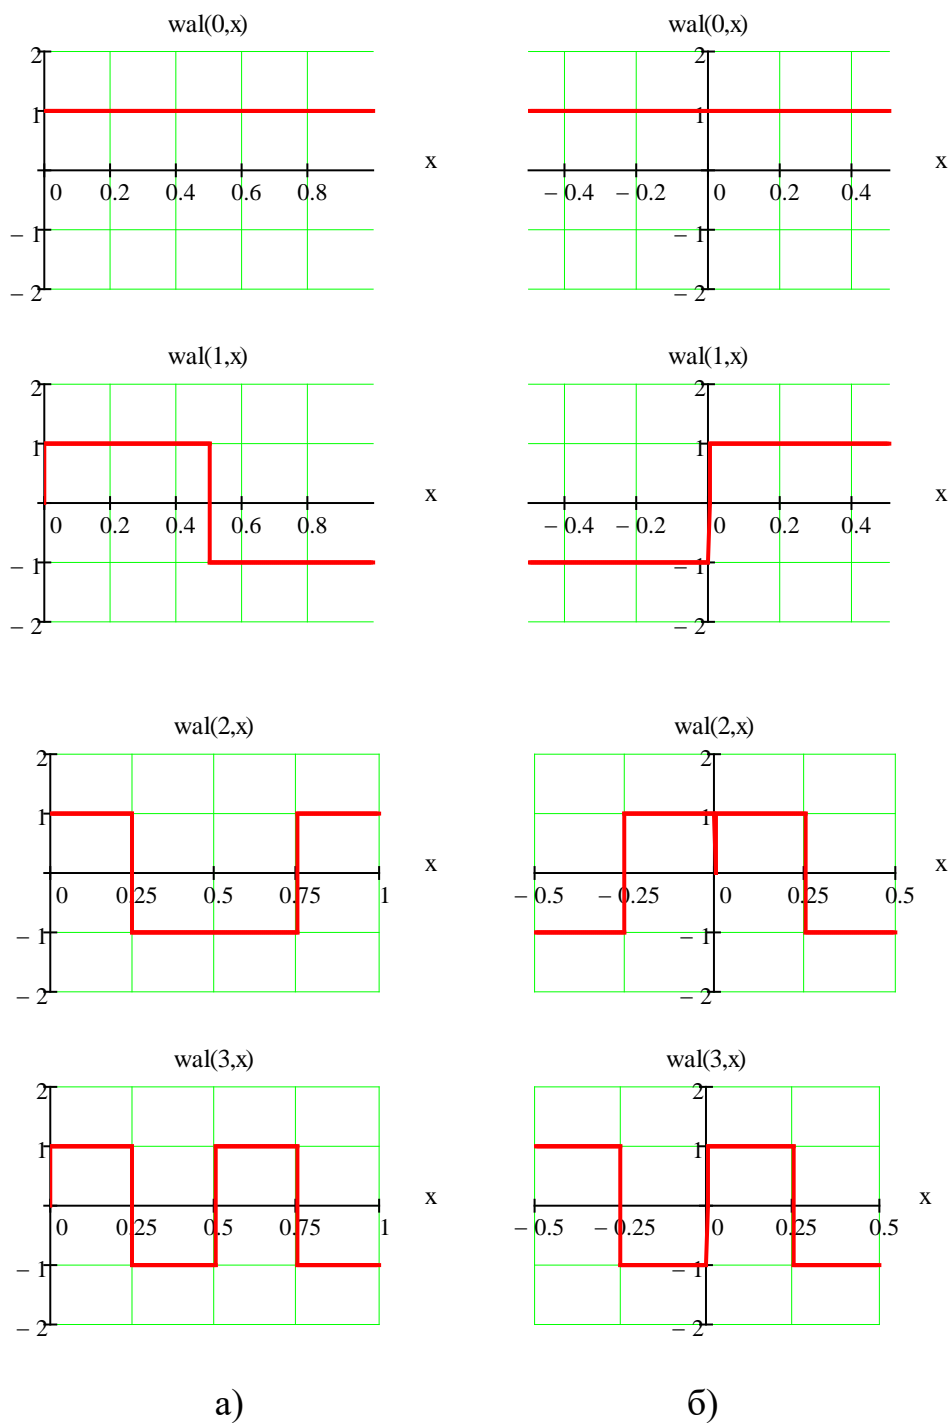 wal(0,x) wal(0,x)
2 2
1 1
x x
0 0.2 0.4 0.6 0.8 − 0.4 − 0.2 0 0.2 0.4
− 1 − 1
− 2 − 2
wal(1,x) wal(1,x)
2 2
1 1
x x
0 0.2 0.4 0.6 0.8 − 0.4 − 0.2 0 0.2 0.4
− 1 − 1
− 2 − 2
wal(2,x) wal(2,x)
2 2
1 1
x x
0 0.25 0.5 0.75 1 − 0.5 − 0.25 0 0.25 0.5
− 1 − 1
− 2 − 2
wal(3,x) wal(3,x)
2 2
1 1
x x
0 0.25 0.5 0.75 1 − 0.5 − 0.25 0 0.25 0.5
− 1 − 1
− 2 − 2
а) б)